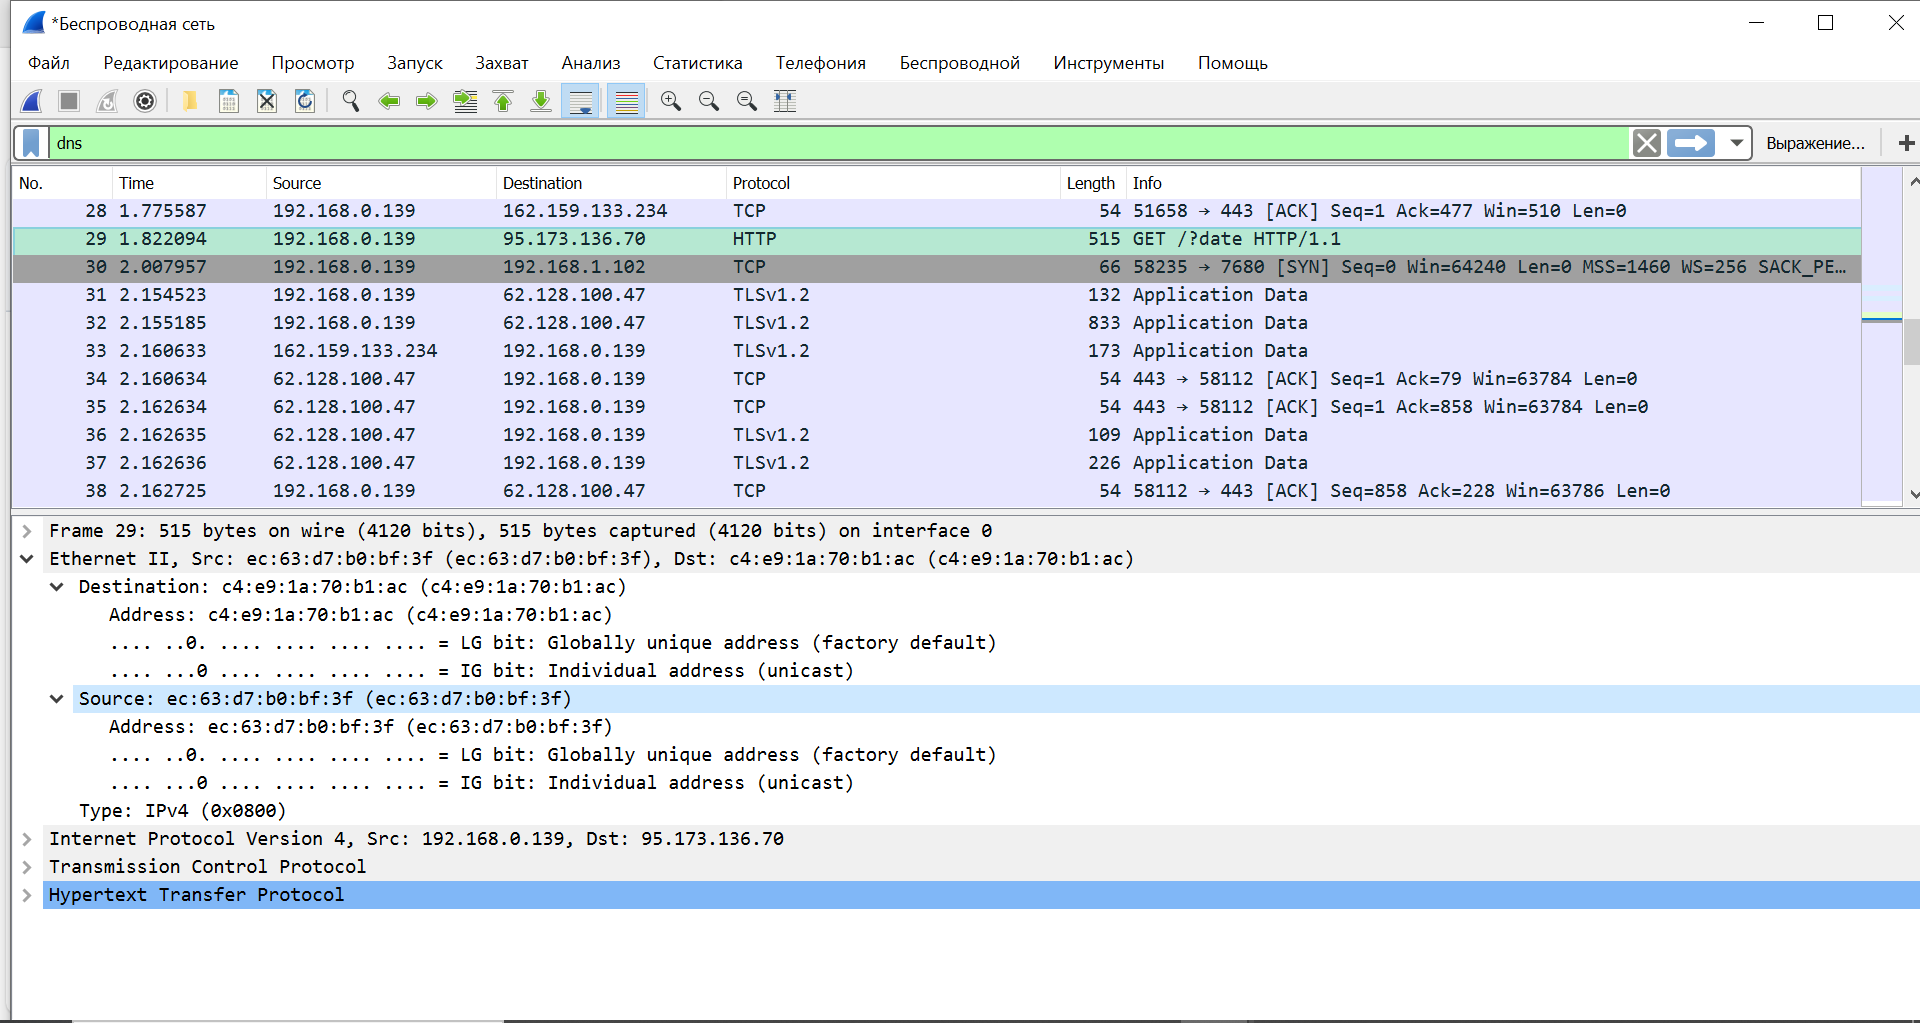 *Беспроводная сеть
Файл Редактирование Просмотр Запуск Захват Анализ Статистика Телефония Беспроводной Инструменты Помощь
dns Выражение... +
No. Time Source Destination Protocol Length Info
28 1.775587 192.168.0.139 162.159.133.234 TCP 54 51658 → 443 [ACK] Seq=1 Ack=477 Win=510 Len=0
29 1.822094 192.168.0.139 95.173.136.70 HTTP 515 GET /?date HTTP/1.1
30 2.007957 192.168.0.139 192.168.1.102 TCP 66 58235 → 7680 [SYN] Seq=0 Win=64240 Len=0 MSS=1460 WS=256 SACK_PE…
31 2.154523 192.168.0.139 62.128.100.47 TLSv1.2 132 Application Data
32 2.155185 192.168.0.139 62.128.100.47 TLSv1.2 833 Application Data
33 2.160633 162.159.133.234 192.168.0.139 TLSv1.2 173 Application Data
34 2.160634 62.128.100.47 192.168.0.139 TCP 54 443 → 58112 [ACK] Seq=1 Ack=79 Win=63784 Len=0
35 2.162634 62.128.100.47 192.168.0.139 TCP 54 443 → 58112 [ACK] Seq=1 Ack=858 Win=63784 Len=0
36 2.162635 62.128.100.47 192.168.0.139 TLSv1.2 109 Application Data
37 2.162636 62.128.100.47 192.168.0.139 TLSv1.2 226 Application Data
38 2.162725 192.168.0.139 62.128.100.47 TCP 54 58112 → 443 [ACK] Seq=858 Ack=228 Win=63786 Len=0
Frame 29: 515 bytes on wire (4120 bits), 515 bytes captured (4120 bits) on interface 0
Ethernet II, Src: ec:63:d7:b0:bf:3f (ec:63:d7:b0:bf:3f), Dst: c4:e9:1a:70:b1:ac (c4:e9:1a:70:b1:ac)
Destination: c4:e9:1a:70:b1:ac (c4:e9:1a:70:b1:ac)
Address: c4:e9:1a:70:b1:ac (c4:e9:1a:70:b1:ac)
.... ..0. .... .... .... .... = LG bit: Globally unique address (factory default)
.... ...0 .... .... .... .... = IG bit: Individual address (unicast)
Source: ec:63:d7:b0:bf:3f (ec:63:d7:b0:bf:3f)
Address: ec:63:d7:b0:bf:3f (ec:63:d7:b0:bf:3f)
.... ..0. .... .... .... .... = LG bit: Globally unique address (factory default)
.... ...0 .... .... .... .... = IG bit: Individual address (unicast)
Type: IPv4 (0x0800)
Internet Protocol Version 4, Src: 192.168.0.139, Dst: 95.173.136.70
Transmission Control Protocol
Hypertext Transfer Protocol